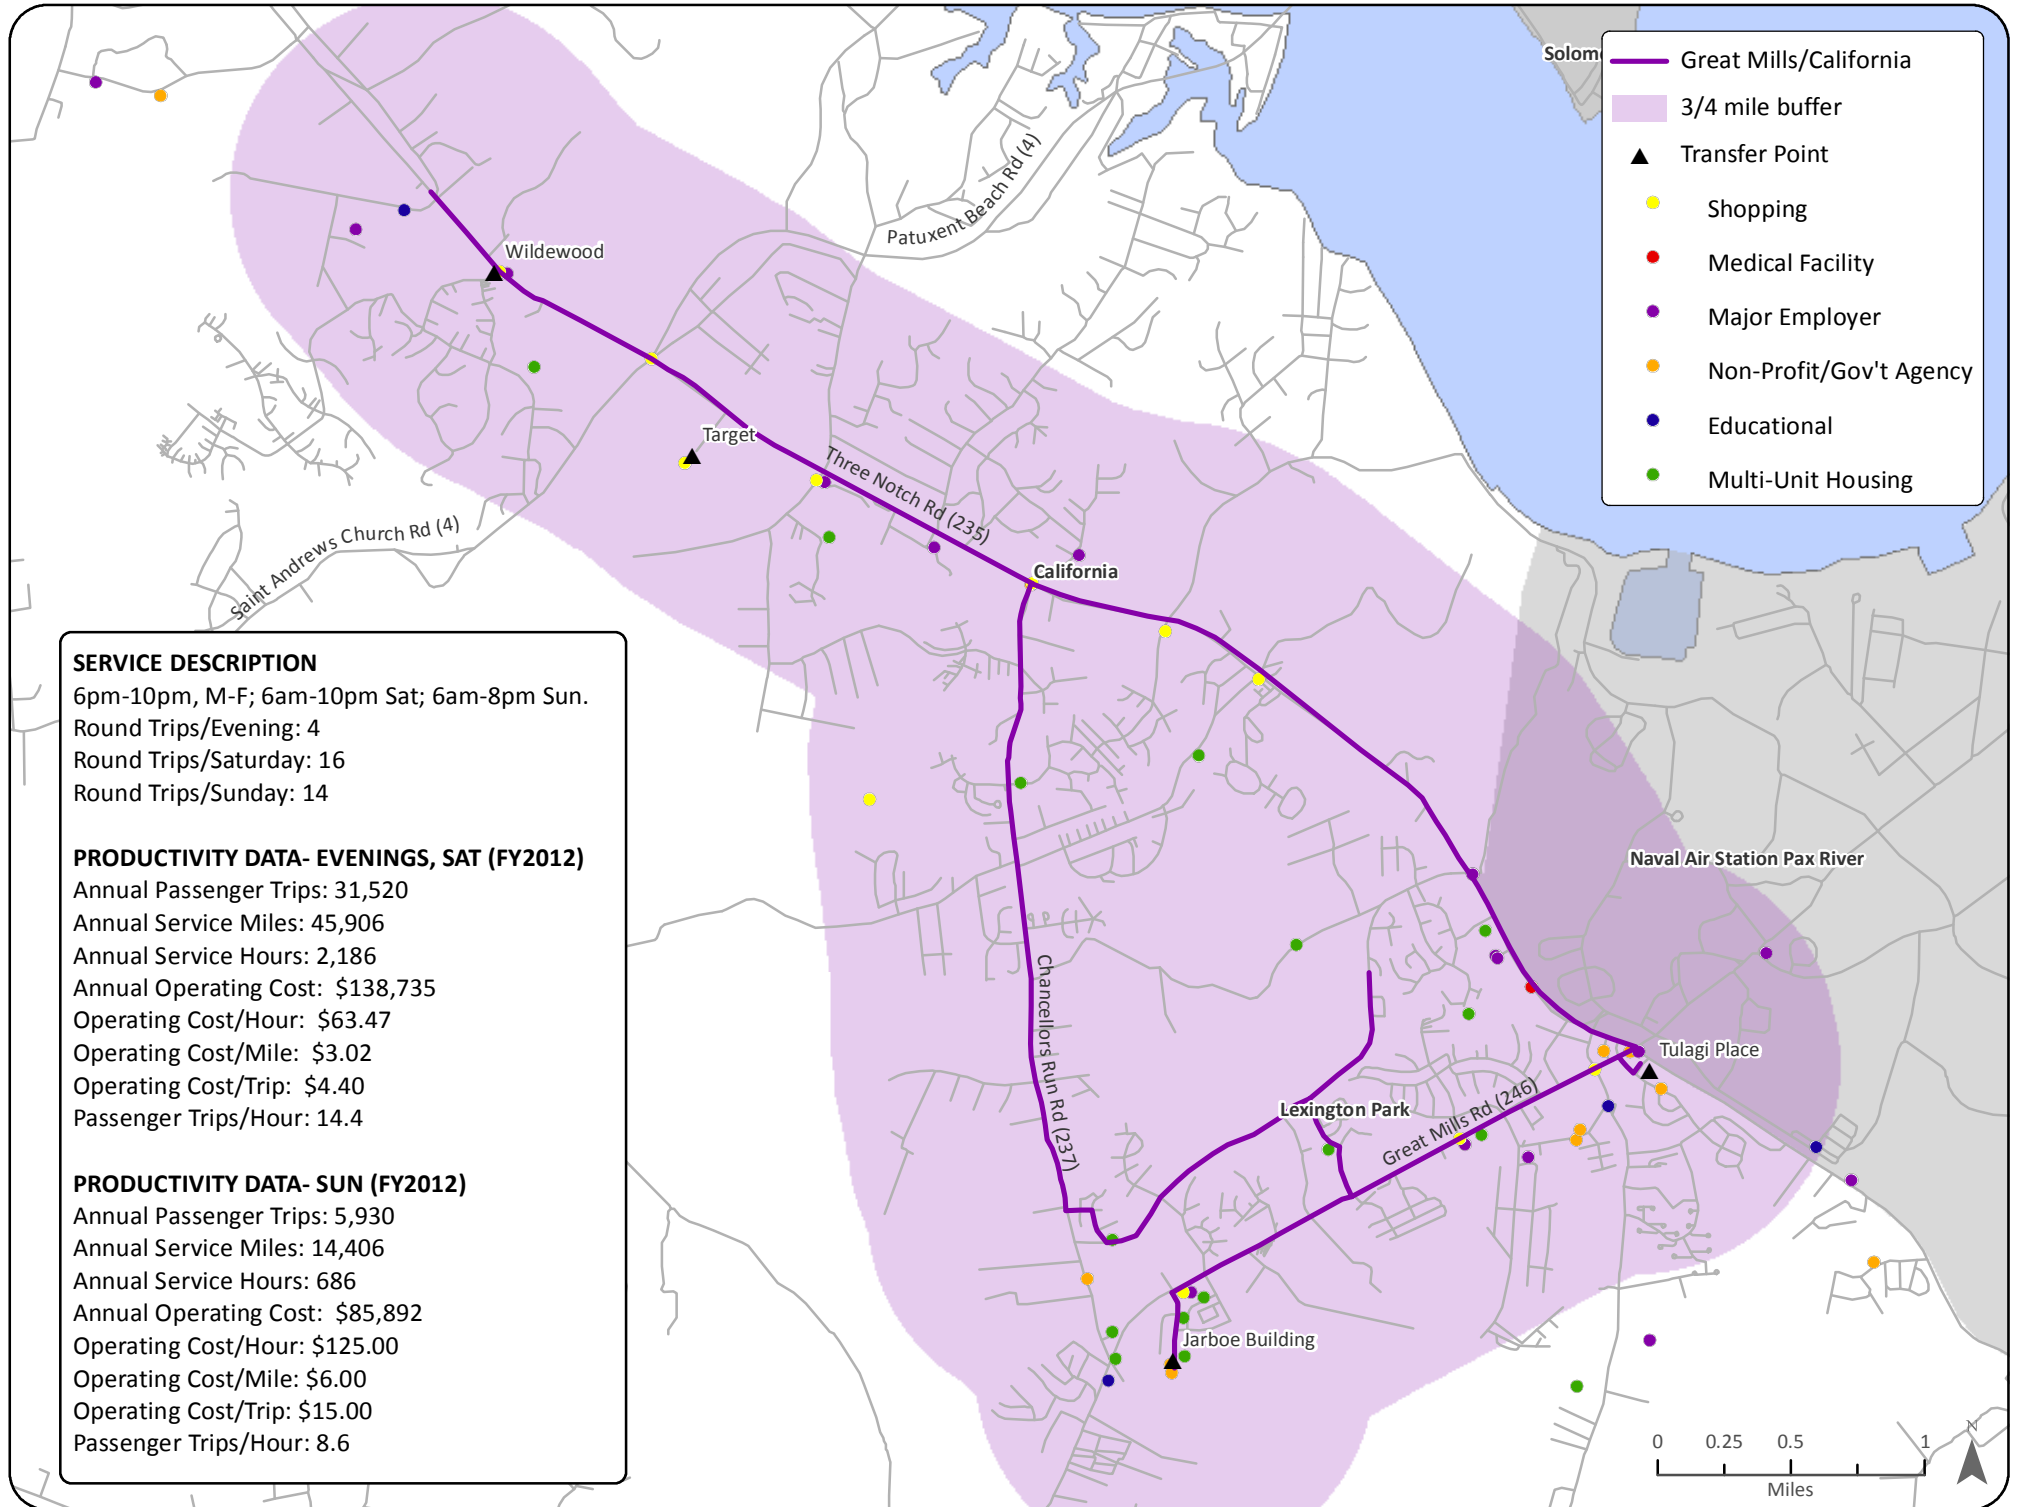 Solom
Great Mills/California
3/4 mile buffer
Transfer Point
Shopping
Medical Facility
Major Employer
Non-Profit/Gov't Agency
Educational
Multi-Unit Housing
Patuxent Beach Rd (4)
Wildewood
Target
Three Notch Rd (235)
Saint Andrews Church Rd (4)
California
SERVICE DESCRIPTION
6pm-10pm, M-F; 6am-10pm Sat; 6am-8pm Sun.
Round Trips/Evening: 4
Round Trips/Saturday: 16
Round Trips/Sunday: 14
PRODUCTIVITY DATA- EVENINGS, SAT (FY2012)
Annual Passenger Trips: 31,520
Annual Service Miles: 45,906
Annual Service Hours: 2,186
Annual Operating Cost: $138,735
Operating Cost/Hour: $63.47
Operating Cost/Mile: $3.02
Operating Cost/Trip: $4.40
Passenger Trips/Hour: 14.4
PRODUCTIVITY DATA- SUN (FY2012)
Annual Passenger Trips: 5,930
Annual Service Miles: 14,406
Annual Service Hours: 686
Annual Operating Cost: $85,892
Operating Cost/Hour: $125.00
Operating Cost/Mile: $6.00
Operating Cost/Trip: $15.00
Passenger Trips/Hour: 8.6
Naval Air Station Pax River
Chancellors Run Rd (237)
Tulagi Place
Lexington Park
Great Mills Rd (246)
Jarboe Building
N
0 0.25 0.5 1
Miles